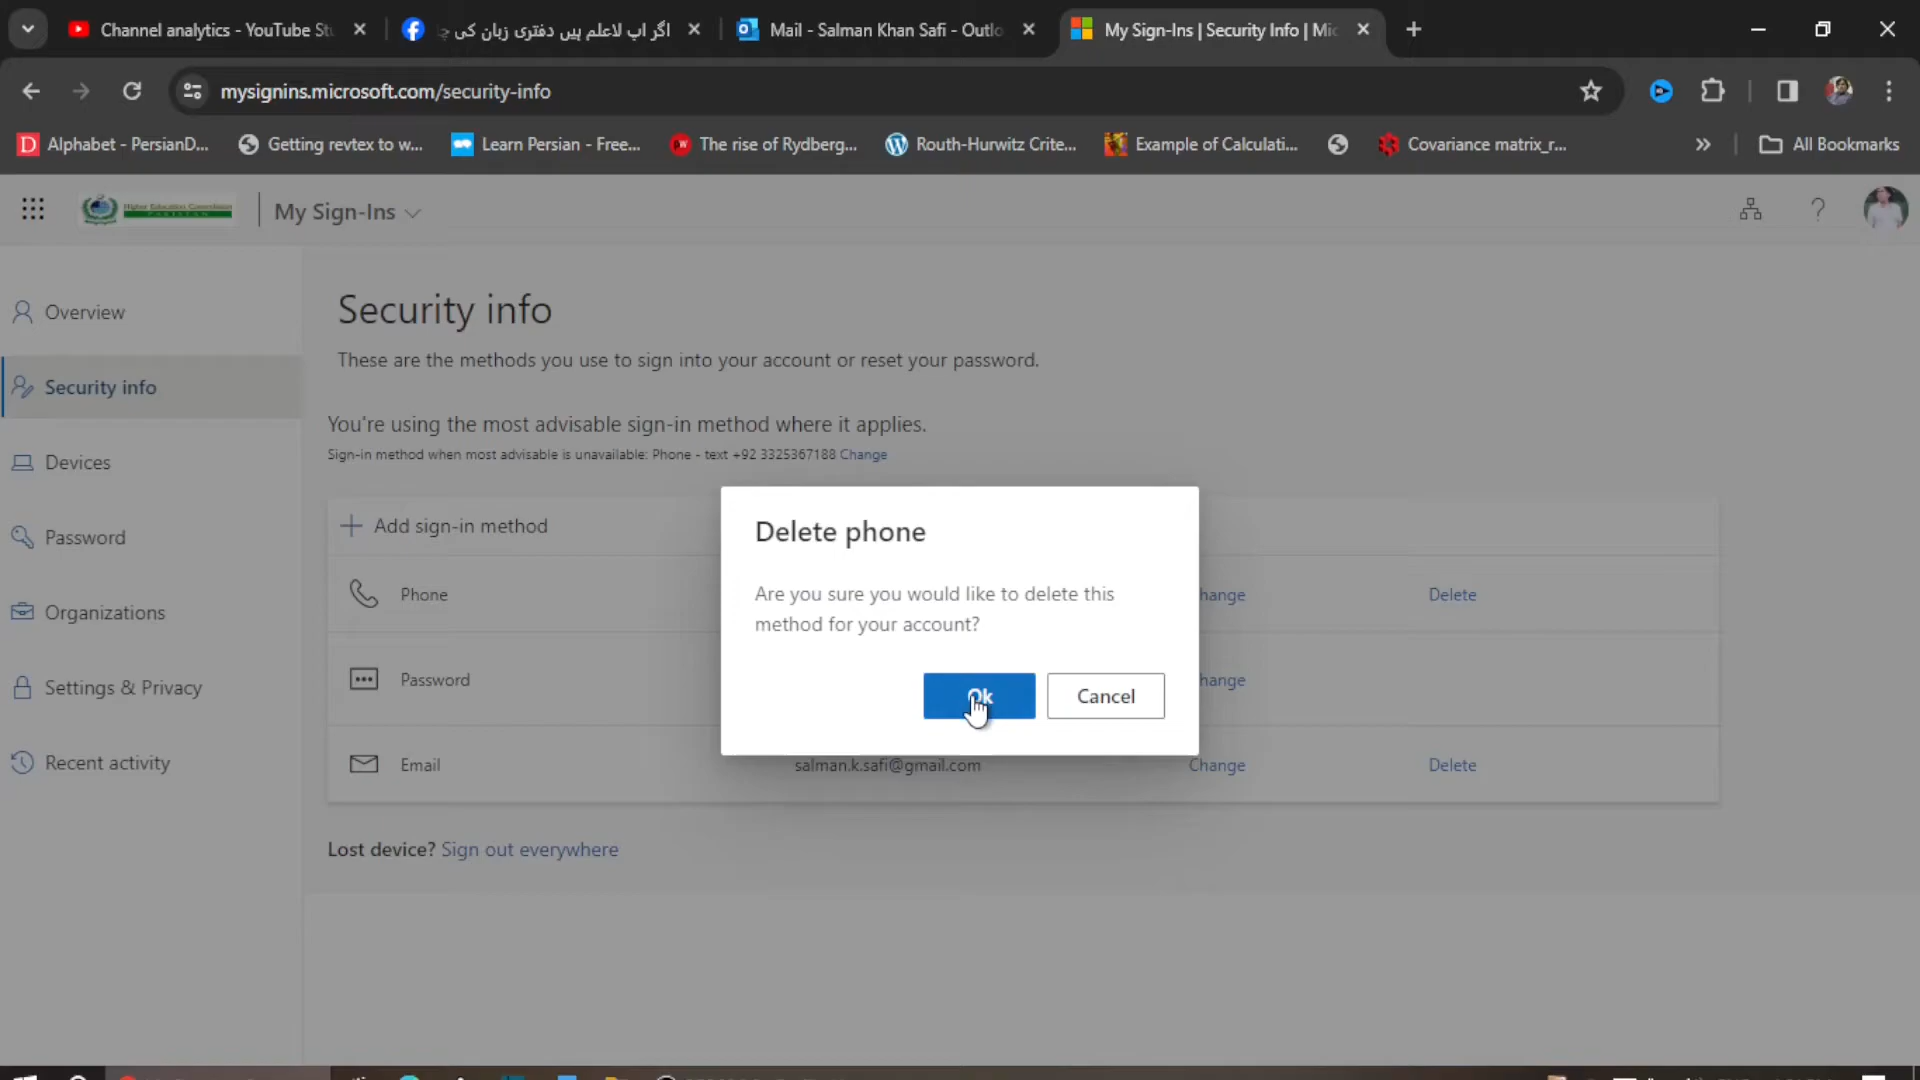 Channel analytics - YouTube Stu
اگر اپ لاعلم ہیں دفتری زبان کی
Mail - Salman Khan Safi - Outlo
My Sign-Ins | Security Info | Mic
mysignins.microsoft.com/security-info
Alphabet - PersianD...
Getting revtex to w...
Learn Persian - Free...
The rise of Rydberg...
Routh-Hurwitz Crite...
Example of Calculati...
Covariance matrix_r...
All Bookmarks
Higher Education Commission
PAKISTAN
My Sign-Ins
Overview
Security info
Devices
Password
Organizations
Settings & Privacy
Recent activity
Security info
These are the methods you use to sign into your account or reset your password.
You're using the most advisable sign-in method where it applies.
Sign-in method when most advisable is unavailable: Phone - text +92 3325367188 Change
Add sign-in method
Phone hange Delete
Password hange
Email salman.k.safi@gmail.com Change Delete
Delete phone
Are you sure you would like to delete this
method for your account?
Ok Cancel
Lost device? Sign out everywhere